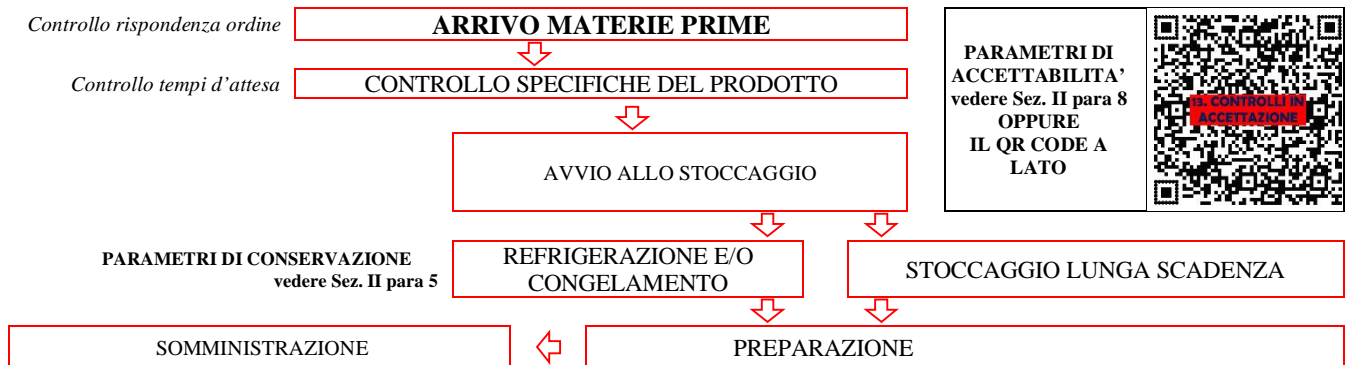 Controllo rispondenza ordine
ARRIVO MATERIE PRIME
Controllo tempi d'attesa
CONTROLLO SPECIFICHE DEL PRODOTTO
AVVIO ALLO STOCCAGGIO
PARAMETRI DI
ACCETTABILITA'
vedere Sez. II para 8
OPPURE
IL QR CODE A
LATO
13. CONTROLLI IN
ACCETTAZIONE
PARAMETRI DI CONSERVAZIONE
vedere Sez. II para 5
REFRIGERAZIONE E/O
CONGELAMENTO
STOCCAGGIO LUNGA SCADENZA
SOMMINISTRAZIONE
PREPARAZIONE